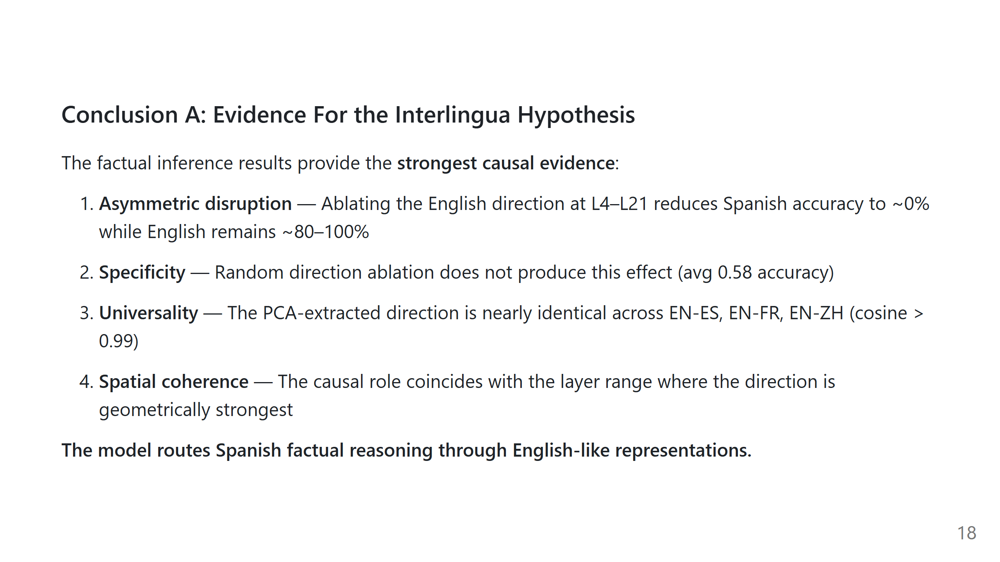 Conclusion A: Evidence For the Interlingua Hypothesis
The factual inference results provide the strongest causal evidence:
1. Asymmetric disruption — Ablating the English direction at L4–L21 reduces Spanish accuracy to ~0%
while English remains ~80–100%
2. Specificity — Random direction ablation does not produce this effect (avg 0.58 accuracy)
3. Universality — The PCA-extracted direction is nearly identical across EN-ES, EN-FR, EN-ZH (cosine >
0.99)
4. Spatial coherence — The causal role coincides with the layer range where the direction is
geometrically strongest
The model routes Spanish factual reasoning through English-like representations.
18